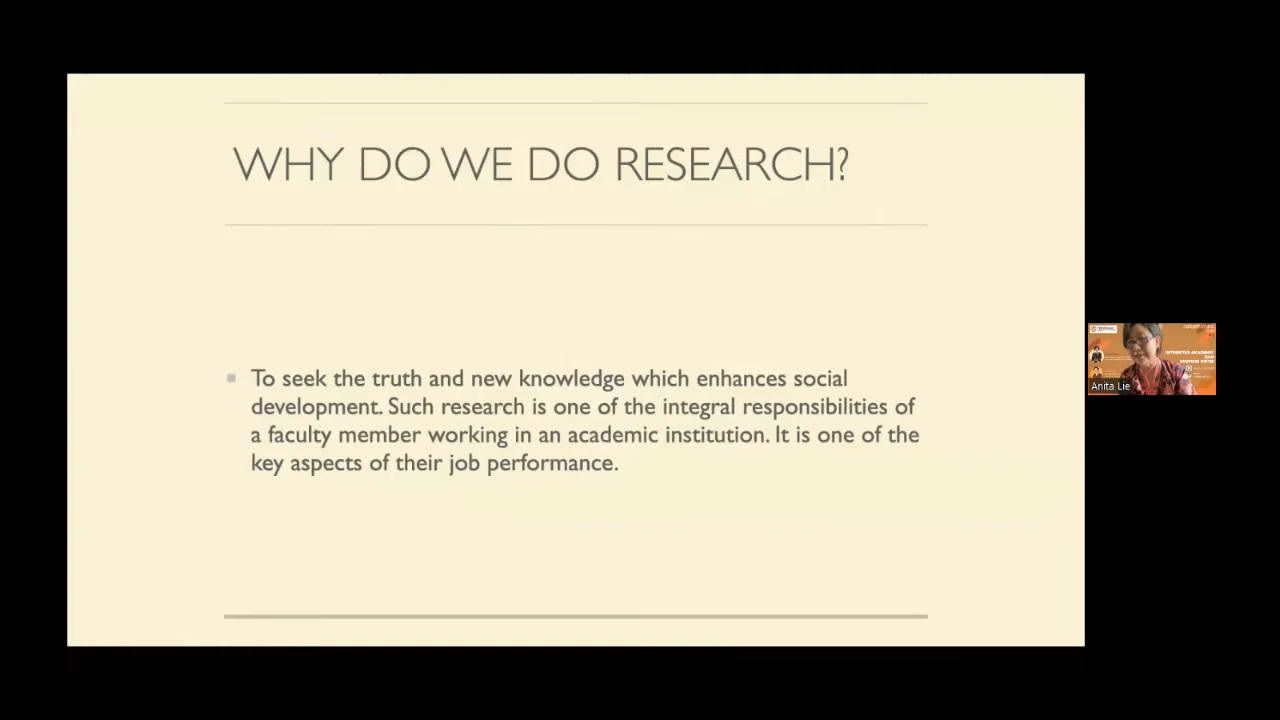 WHY DO WE DO RESEARCH?
To seek the truth and new knowledge which enhances social
development. Such research is one of the integral responsibilities of
a faculty member working in an academic institution. It is one of the
key aspects of their job performance.
Anita Lie